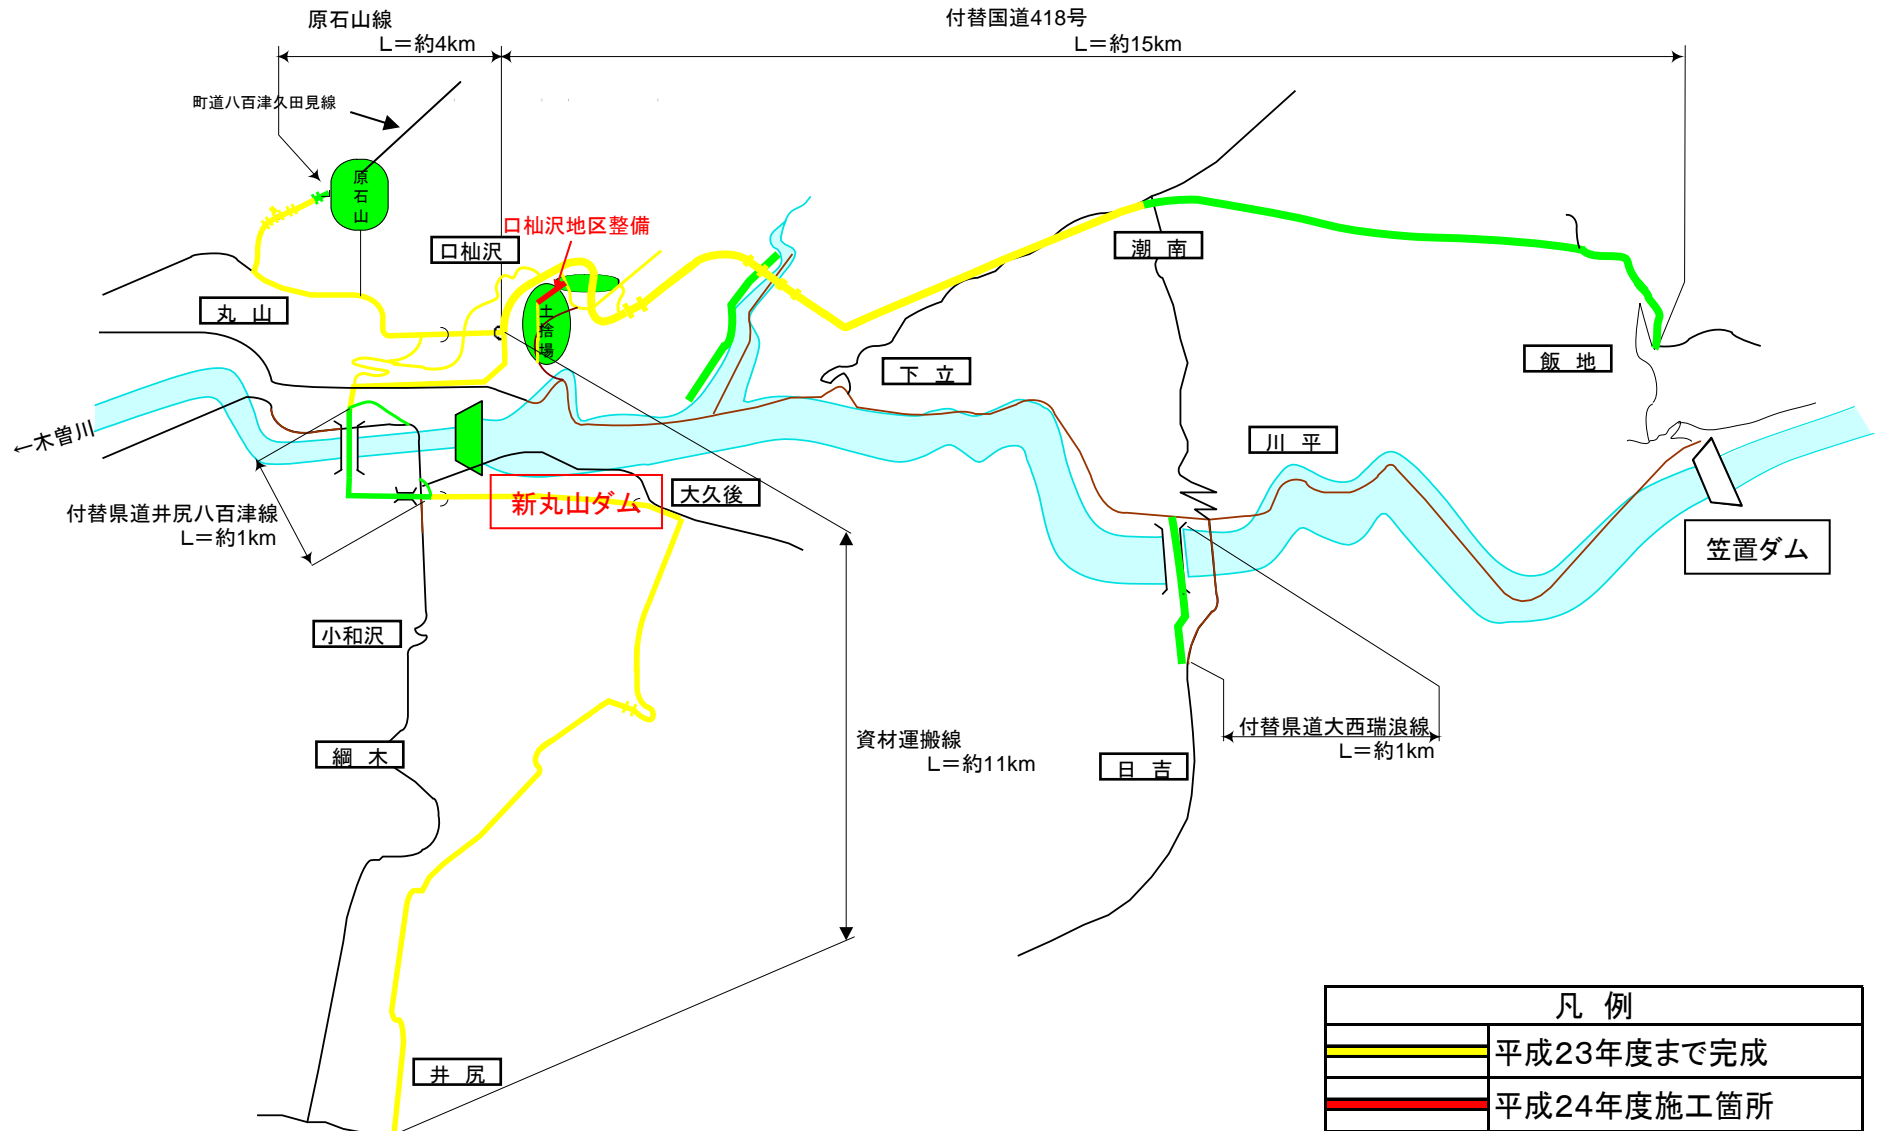 原石山線
L＝約4km
付替国道418号
L＝約15km
町道八百津久田見線
原石山
口杣沢地区整備
口杣沢
潮 南
丸 山
土捨場
飯 地
下 立
←木曽川
川 平
新丸山ダム
大久後
付替県道井尻八百津線
L＝約1km
笠置ダム
小和沢
付替県道大西瑞浪線
L＝約1km
資材運搬線
L＝約11km
綱 木
日 吉
凡 例
平成23年度まで完成
井 尻
平成24年度施工箇所